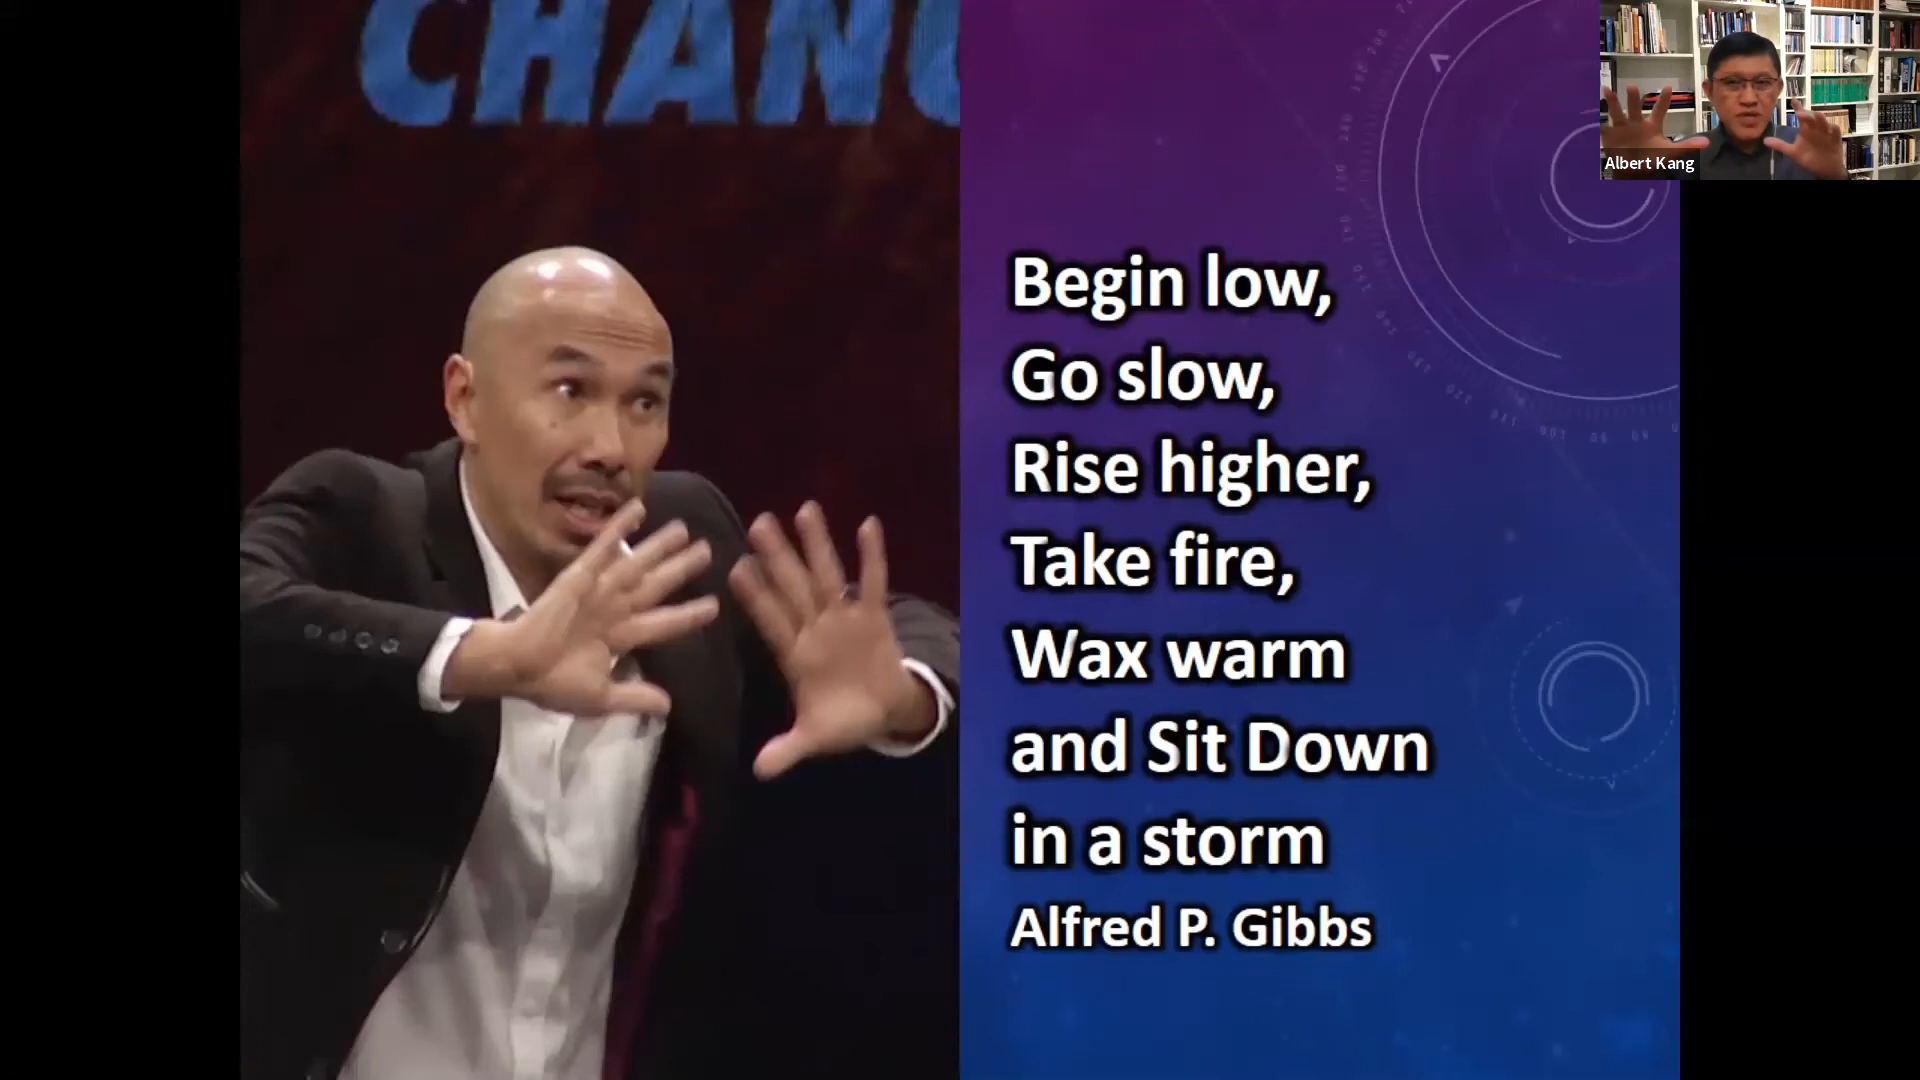 CHANG
Albert Kang
Begin low,
Go slow,
Rise higher,
Take fire,
Wax warm
and Sit Down
in a storm
Alfred P. Gibbs